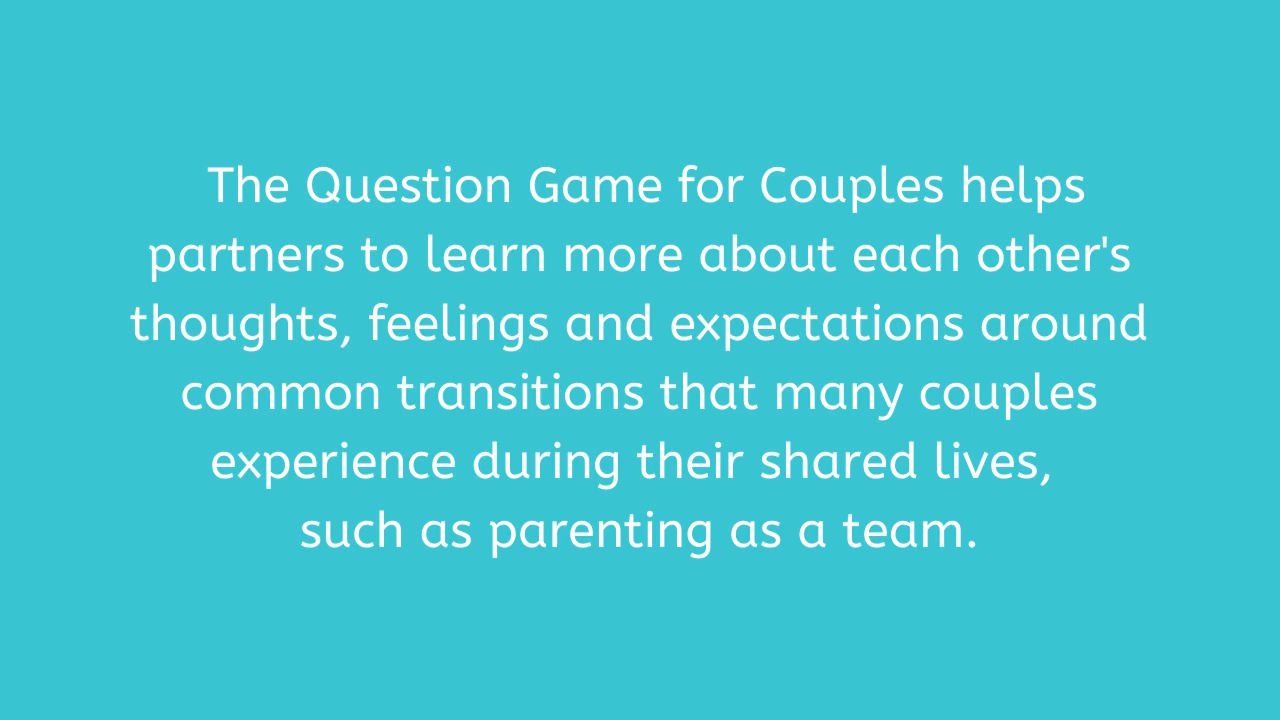 The Question Game for Couples helps
partners to learn more about each other's
thoughts, feelings and expectations around
common transitions that many couples
experience during their shared lives,
such as parenting as a team.